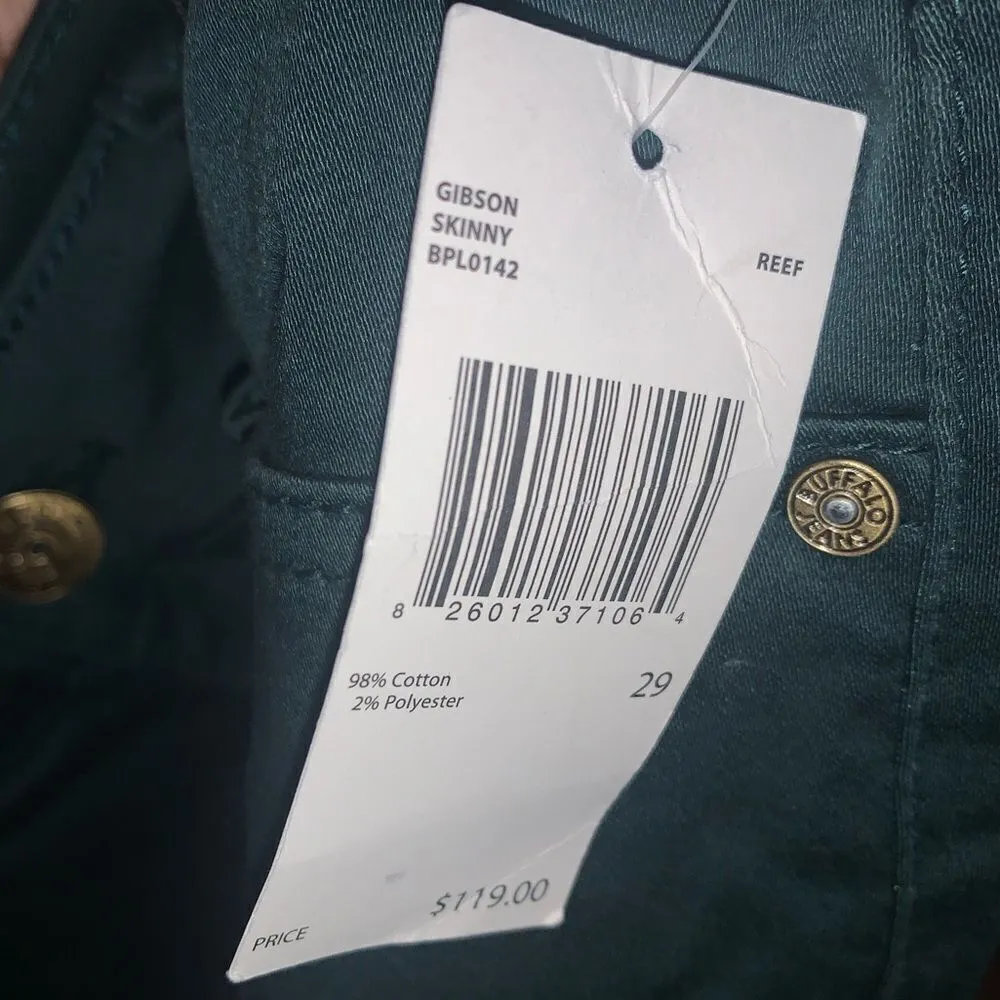 GIBSON
SKINNY
BPL0142
REEF
8 26012 37106 4
98% Cotton
2% Polyester
29
$119.00
PRICE
BUFFALO
JEANS